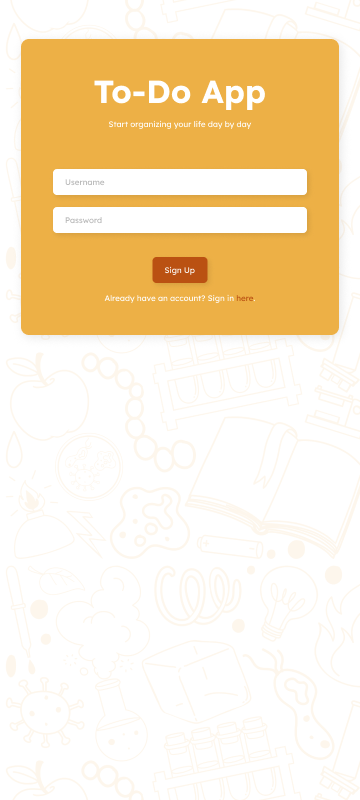 To-Do App
Start organizing your life day by day
Username
Password
Sign Up
Already have an account? Sign in here.